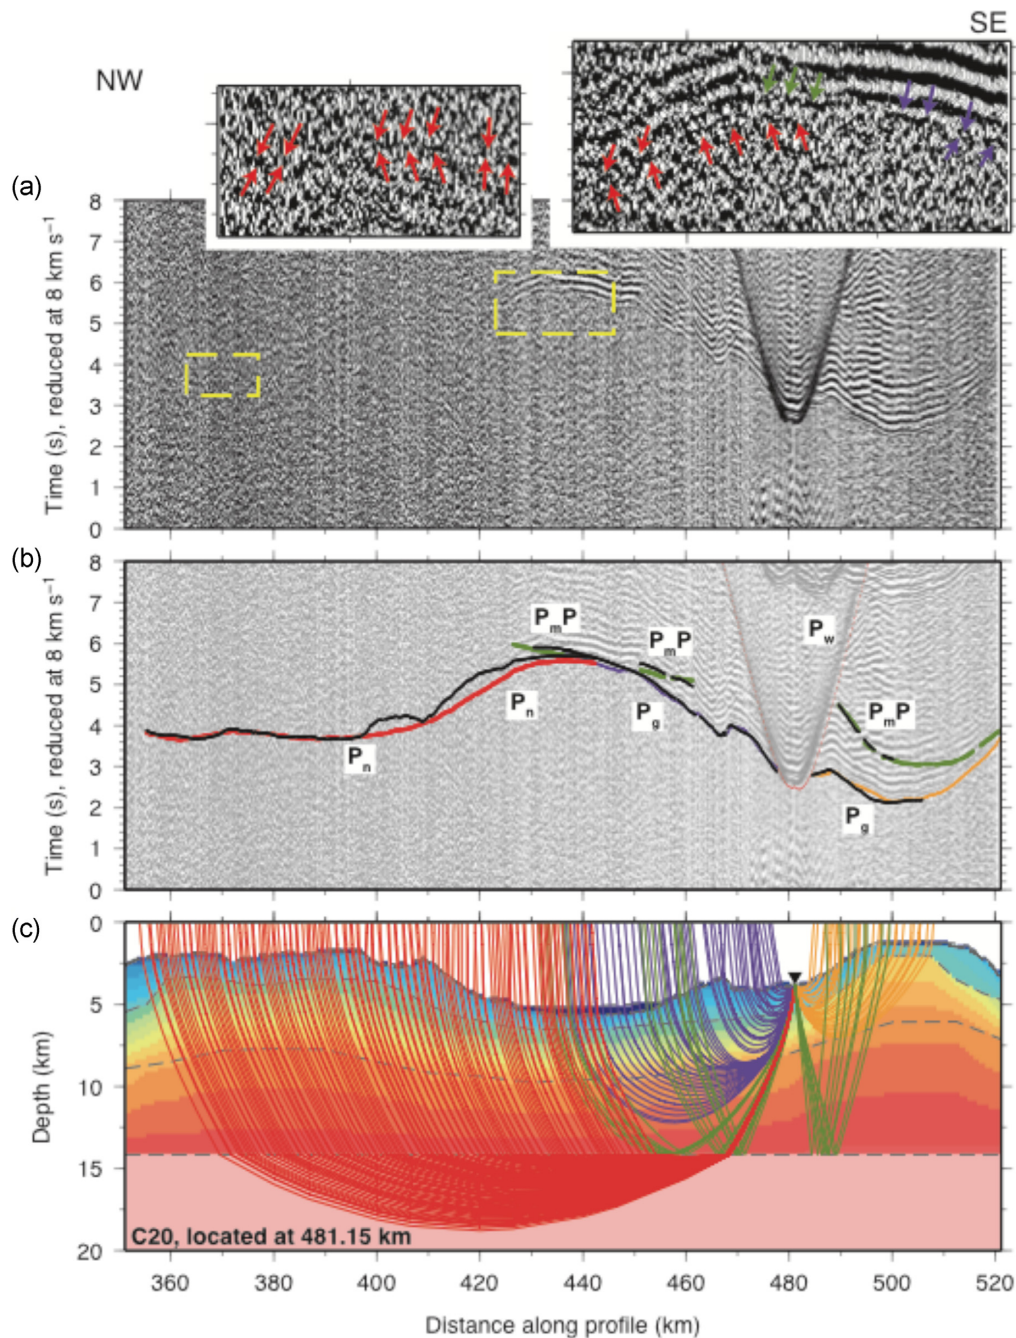 NW
SE
(a)
8
7
6
5
4
3
2
1
0
Time (s), reduced at 8 km s⁻¹
(b)
8
7
6
5
4
3
2
1
0
Time (s), reduced at 8 km s⁻¹
PmP
PmP
Pw
PmP
Pn
Pg
Pn
Pg
(c)
0
5
10
15
20
Depth (km)
C20, located at 481.15 km
360 380 400 420 440 460 480 500 520
Distance along profile (km)